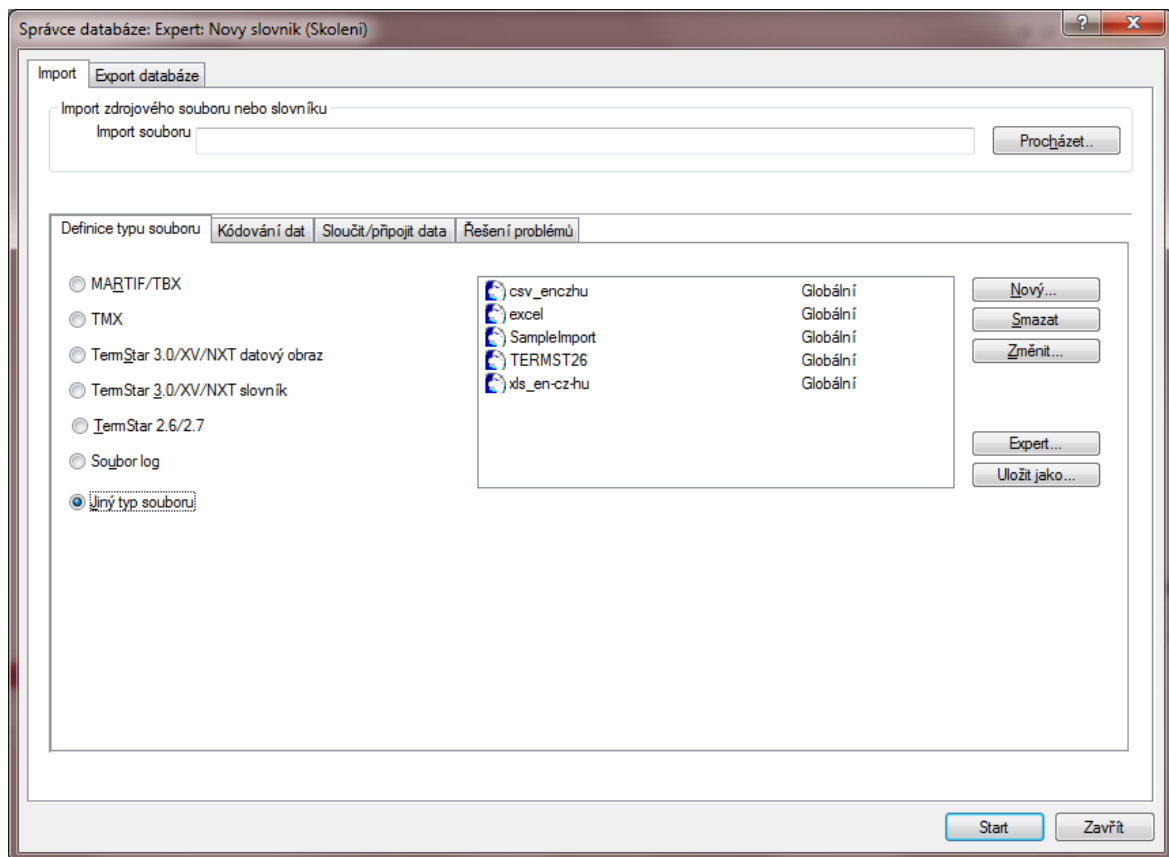 Správce databáze: Expert: Novy slovnik (Skoleni)
Import Export databáze
Import zdrojového souboru nebo slovníku
Import souboru Procházet..
Definice typu souboru Kódování dat Sloučit/připojit data Řešení problémů
MARTIF/TBX
TMX
TermStar 3.0/XV/NXT datový obraz
TermStar 3.0/XV/NXT slovník
TermStar 2.6/2.7
Soubor log
Jiný typ souboru
csv_enczhu Globální
excel Globální
SampleImport Globální
TERMST26 Globální
xls_en-cz-hu Globální
Nový...
Smazat
Změnit...
Expert...
Uložit jako...
Start Zavřít